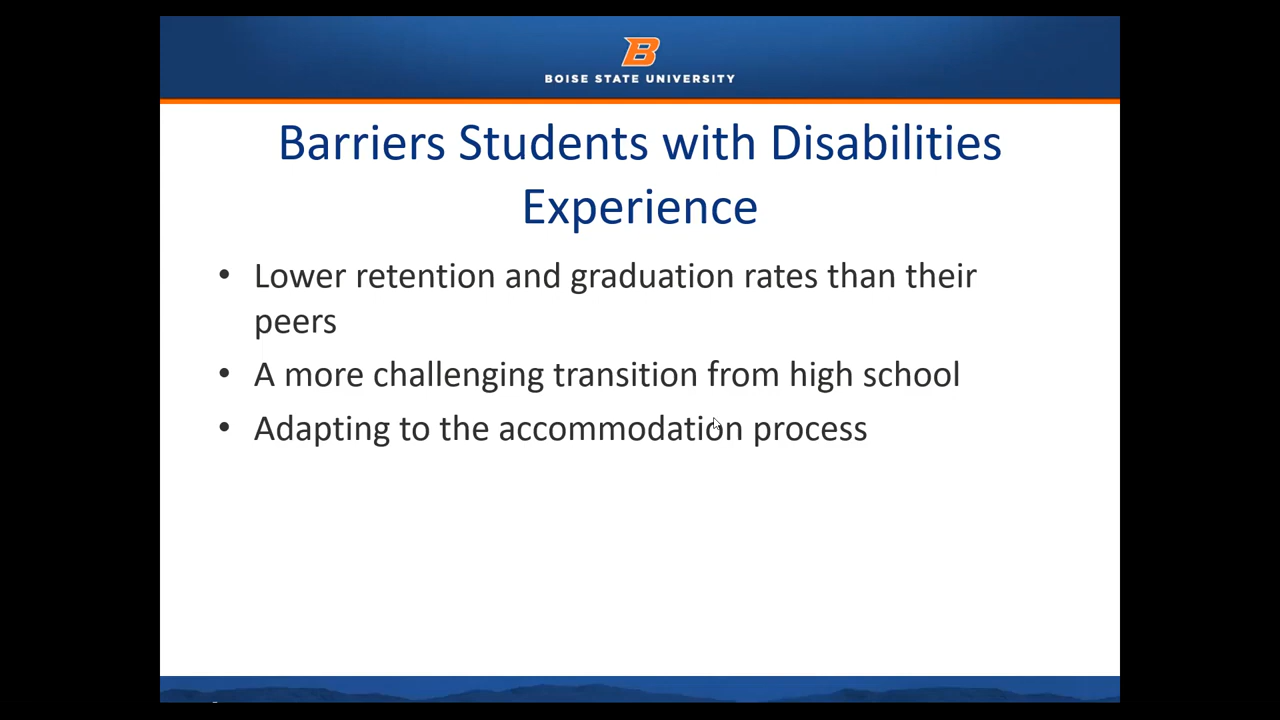 B
BOISE STATE UNIVERSITY
Barriers Students with Disabilities
Experience
• Lower retention and graduation rates than their
peers
• A more challenging transition from high school
• Adapting to the accommodation process